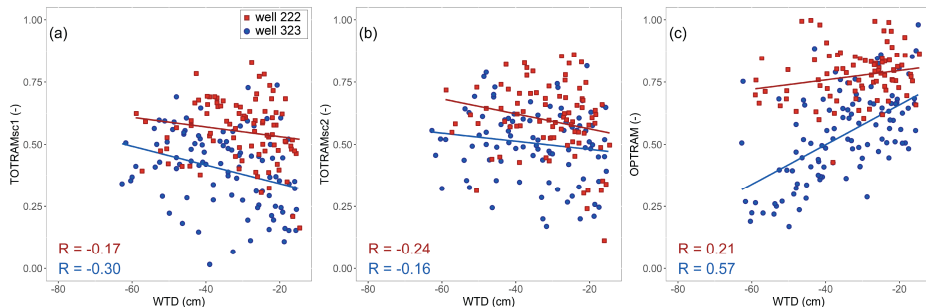 (a)
well 222
well 323
1.00
0.75
0.50
0.25
0.00
TOTRAMsc1 (-)
R = -0.17
R = -0.30
-80
-60
-40
-20
WTD (cm)
(b)
1.00
0.75
0.50
0.25
0.00
TOTRAMsc2 (-)
R = -0.24
R = -0.16
-80
-60
-40
-20
WTD (cm)
(c)
1.00
0.75
0.50
0.25
0.00
OPTRAM (-)
R = 0.21
R = 0.57
-80
-60
-40
-20
WTD (cm)